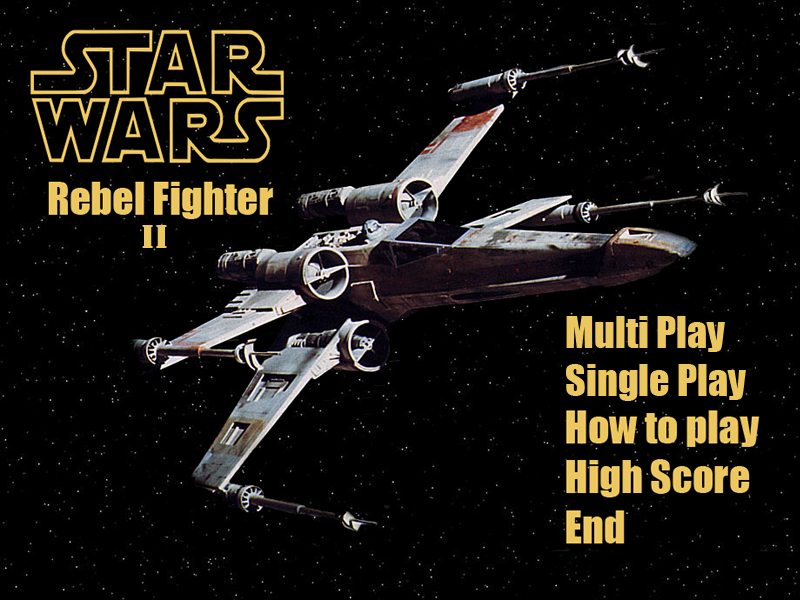 STAR
WARS
Rebel Fighter
II
Multi Play
Single Play
How to play
High Score
End